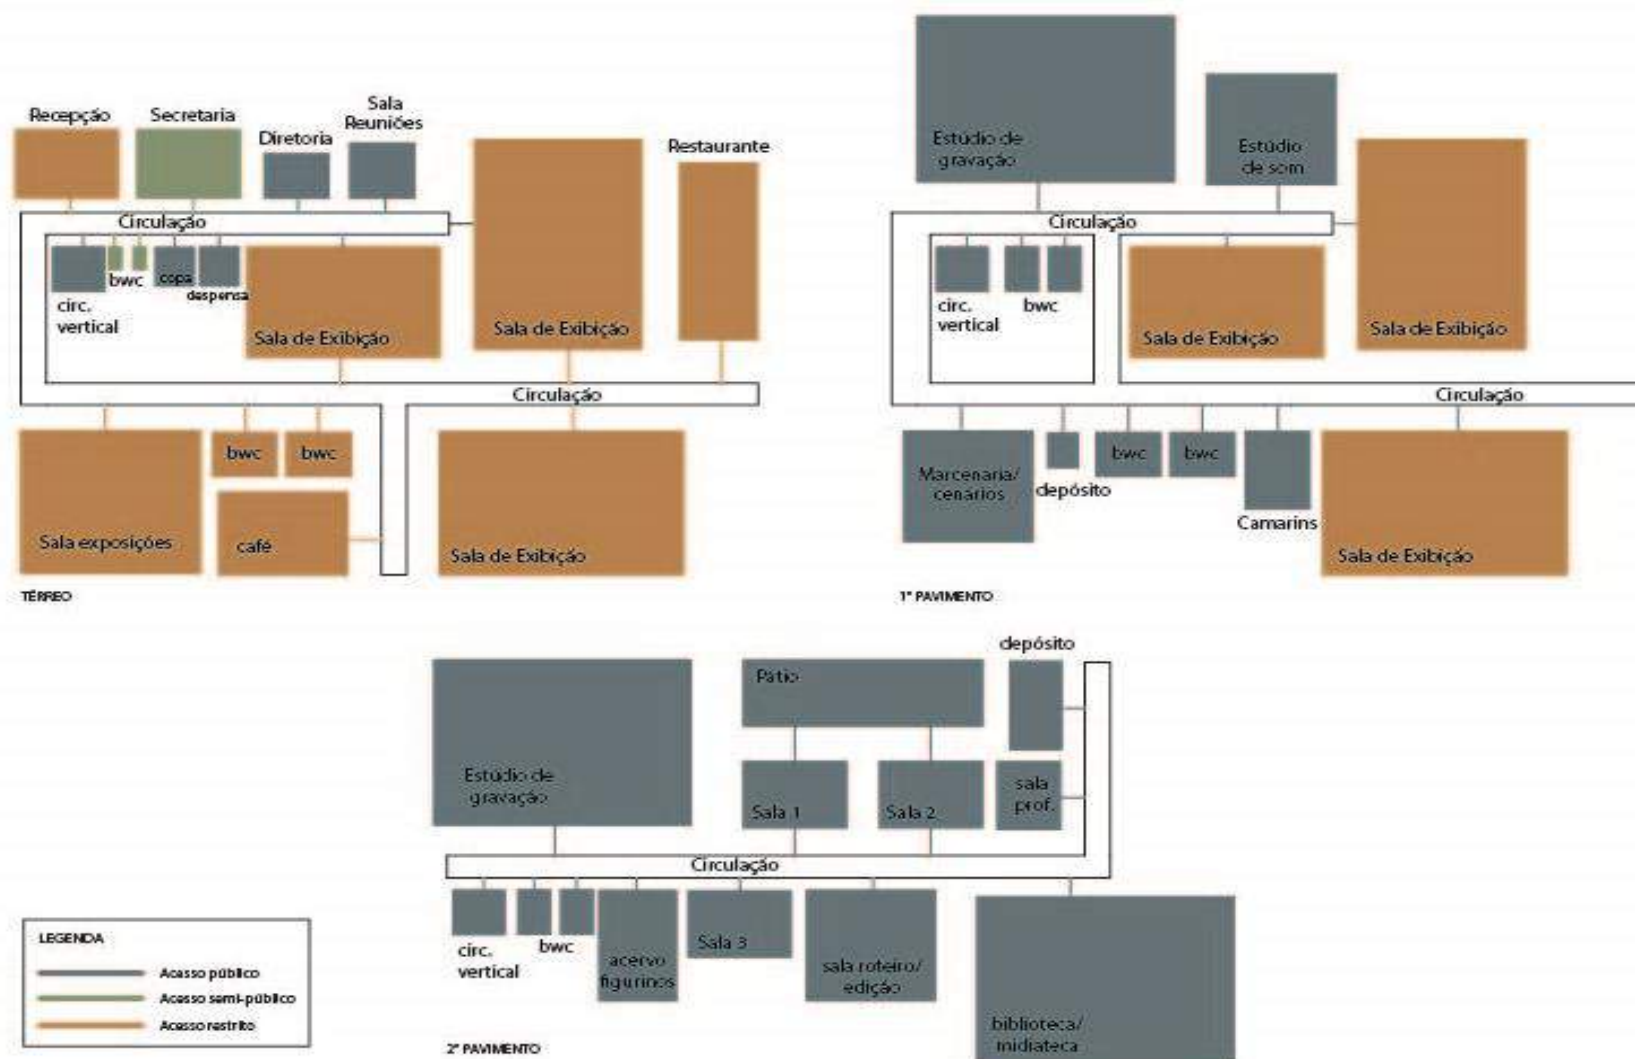 Recepção
Secretaria
Diretoria
Sala
Reuniões
Restaurante
Circulação
circ.
vertical
bwc
copa
despensa
Sala de Exibição
Sala de Exibição
Circulação
Sala exposições
bwc
bwc
café
Sala de Exibição
TÉRREO
Estúdio de
gravação
Estúdio
de som
Circulação
circ.
vertical
bwc
Sala de Exibição
Sala de Exibição
Circulação
Marcenaria/
cenários
depósito
bwc
bwc
Camarins
Sala de Exibição
1° PAVIMENTO
Estúdio de
gravação
Pátio
depósito
Sala 1
Sala 2
sala
prof.
Circulação
circ.
vertical
bwc
acervo
figurinos
Sala 3
sala roteiro/
edição
biblioteca/
midiateca
2° PAVIMENTO
LEGENDA
Acesso público
Acesso semi-público
Acesso restrito